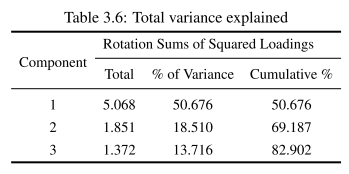 Table 3.6: Total variance explained
Rotation Sums of Squared Loadings
Component
Total % of Variance Cumulative %
1 5.068 50.676 50.676
2 1.851 18.510 69.187
3 1.372 13.716 82.902